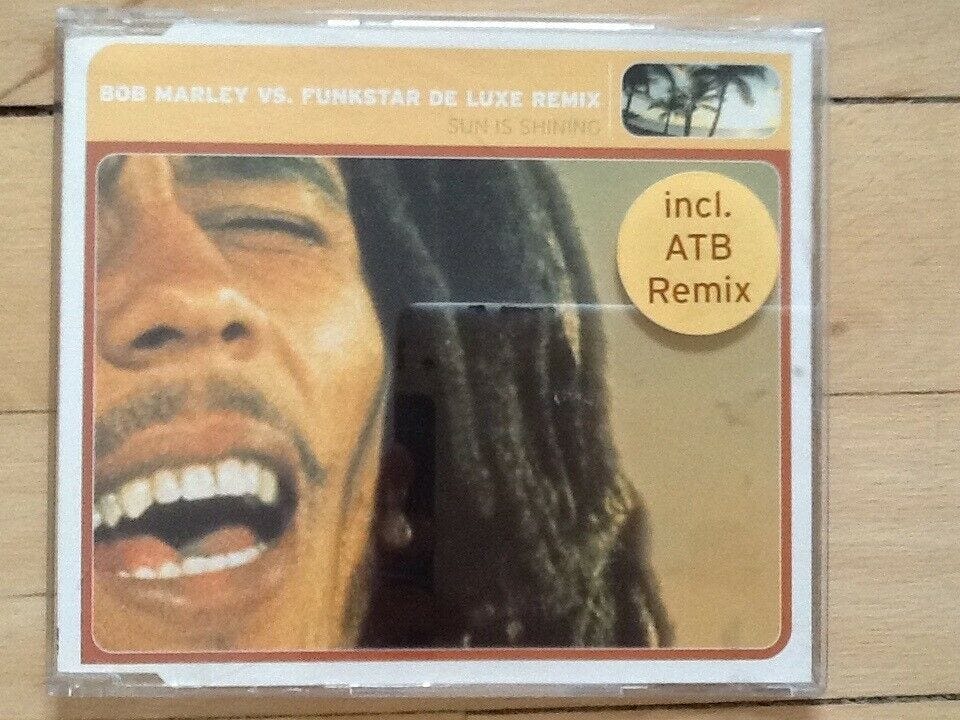 BOB MARLEY VS. FUNKSTAR DE LUXE REMIX
SUN IS SHINING
incl.
ATB
Remix